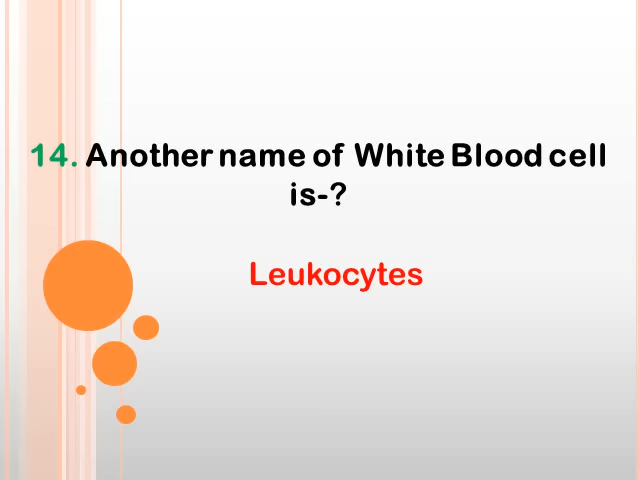 14. Another name of White Blood cell
is-?
Leukocytes